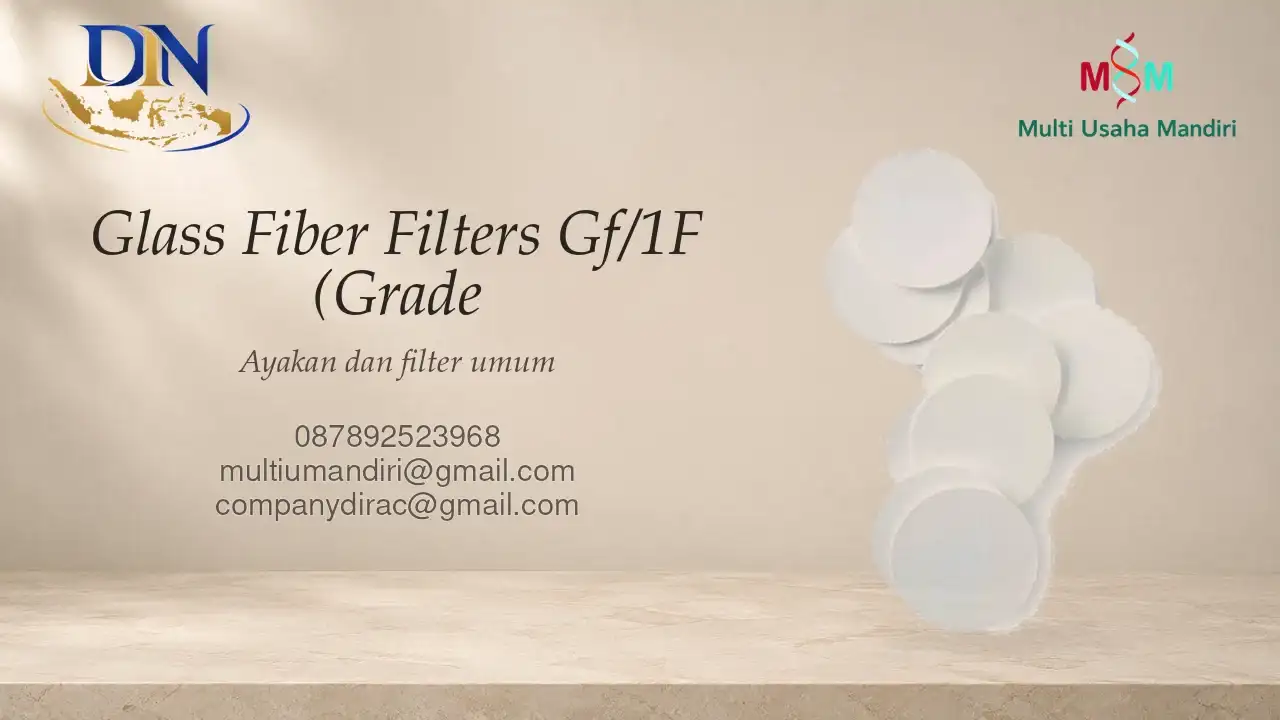 DIN
MSM
Multi Usaha Mandiri
Glass Fiber Filters Gf/1F
(Grade
Ayakan dan filter umum
087892523968
multiumandiri@gmail.com
companydirac@gmail.com